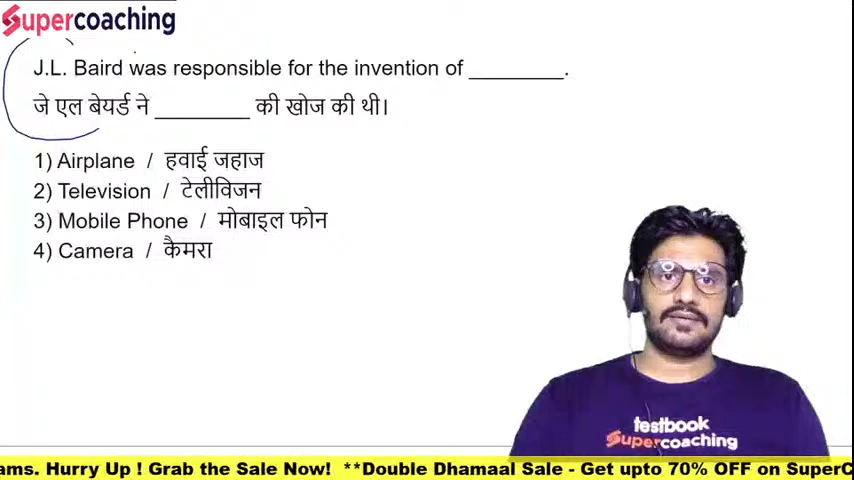 Supercoaching
J.L. Baird was responsible for the invention of ________.
जे एल बेयर्ड ने ________ की खोज की थी।
1) Airplane / हवाई जहाज
2) Television / टेलीविजन
3) Mobile Phone / मोबाइल फोन
4) Camera / कैमरा
testbook
Supercoaching
Hurry Up ! Grab the Sale Now! **Double Dhamaal Sale - Get upto 70% OFF on